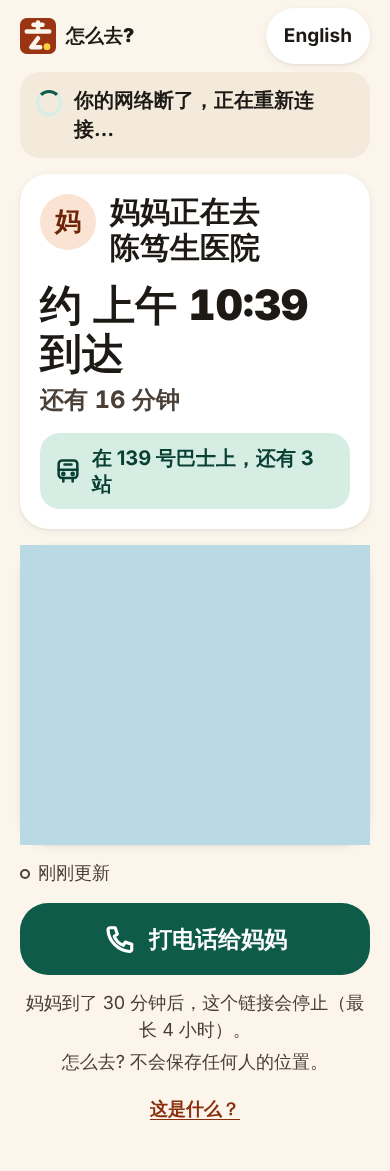 去 怎么去? English
你的网络断了，正在重新连
接...
妈 妈妈正在去
陈笃生医院
约 上午 10:39
到达
还有 16 分钟
在 139 号巴士上，还有 3
站
刚刚更新
打电话给妈妈
妈妈到了 30 分钟后，这个链接会停止（最
长 4 小时）。
怎么去? 不会保存任何人的位置。
这是什么？